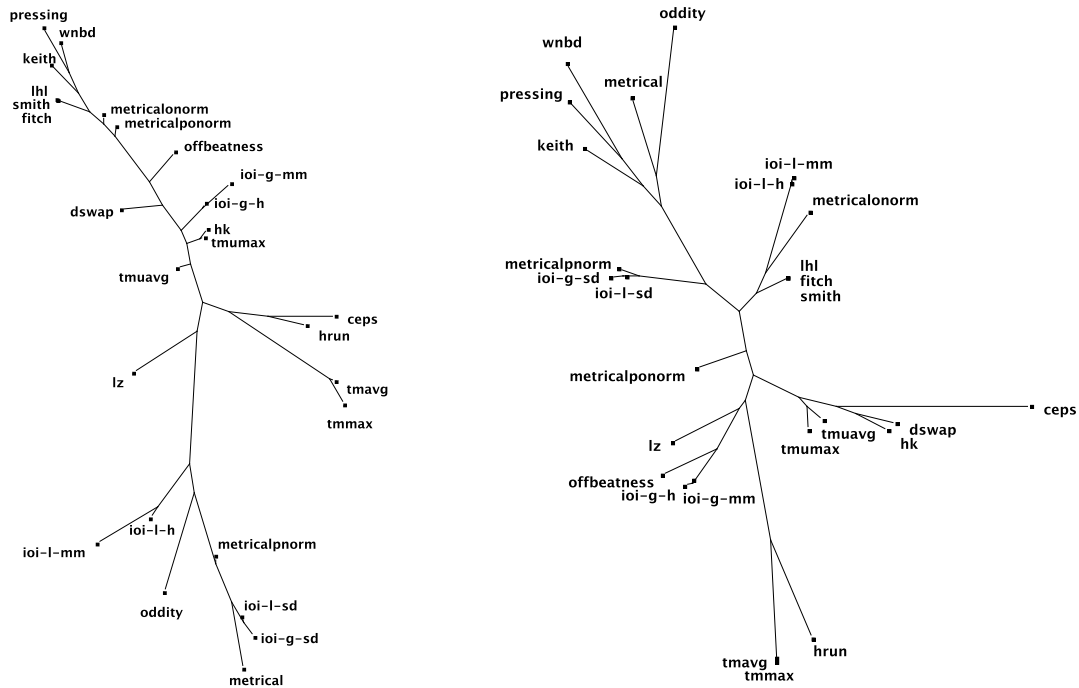 pressing
wnbd
keith
lhl
smith
fitch
metricalonorm
metricalponorm
offbeatness
ioi-g-mm
ioi-g-h
dswap
hk
tmumax
tmuavg
ceps
hrun
lz
tmavg
tmmax
ioi-l-h
ioi-l-mm
metricalpnorm
oddity
ioi-l-sd
ioi-g-sd
metrical
oddity
wnbd
metrical
pressing
keith
ioi-l-mm
ioi-l-h
metricalonorm
metricalpnorm
ioi-g-sd
ioi-l-sd
lhl
fitch
smith
metricalponorm
ceps
dswap
tmuavg
hk
tmumax
lz
offbeatness
ioi-g-h
ioi-g-mm
hrun
tmavg
tmmax